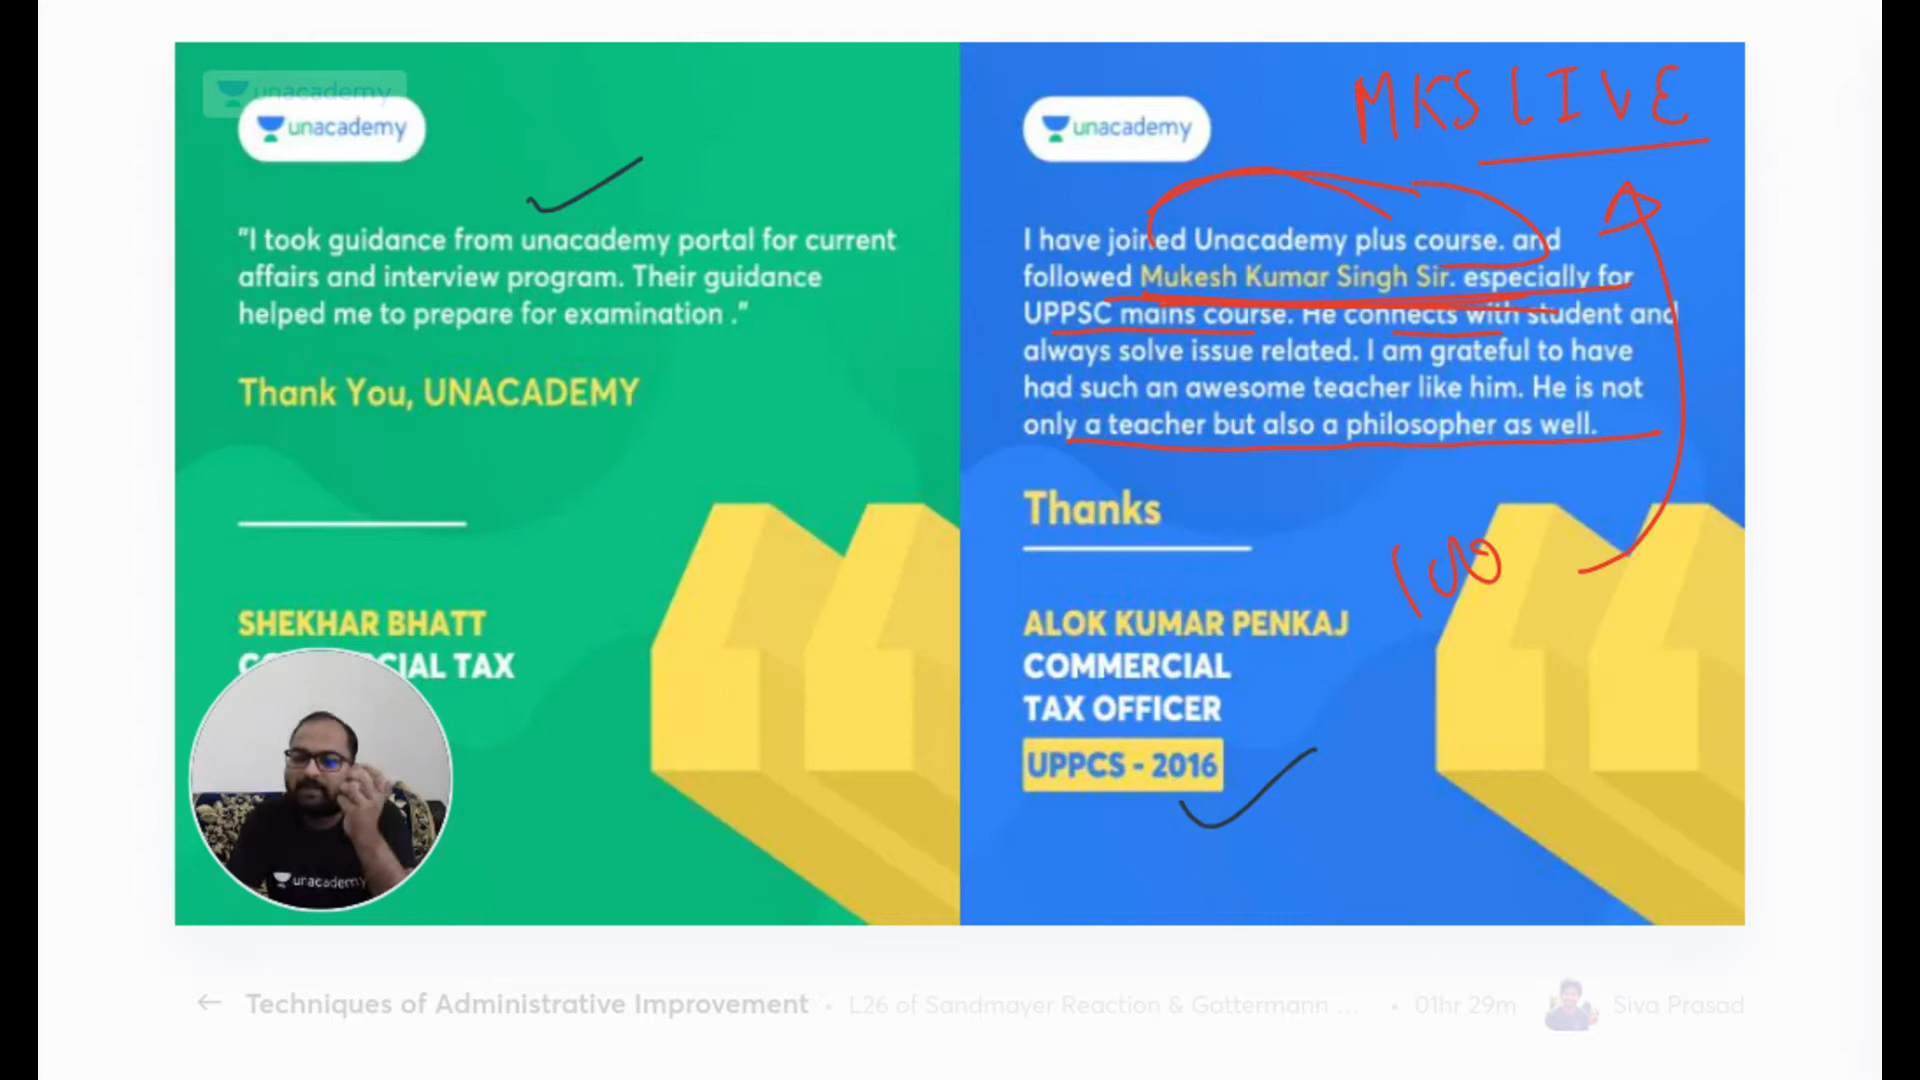 unacademy
unacademy
"I took guidance from unacademy portal for current
affairs and interview program. Their guidance
helped me to prepare for examination ."
Thank You, UNACADEMY
SHEKHAR BHATT
CIAL TAX
unacademy
unacademy
MKS LIVE
I have joined Unacademy plus course. and
followed Mukesh Kumar Singh Sir. especially for
UPPSC mains course. He connects with student and
always solve issue related. I am grateful to have
had such an awesome teacher like him. He is not
only a teacher but also a philosopher as well.
Thanks
100
ALOK KUMAR PENKAJ
COMMERCIAL
TAX OFFICER
UPPCS - 2016
← Techniques of Administrative Improvement • L26 of Sandmayer Reaction & Gattermann ... • 01hr 29m Siva Prasad